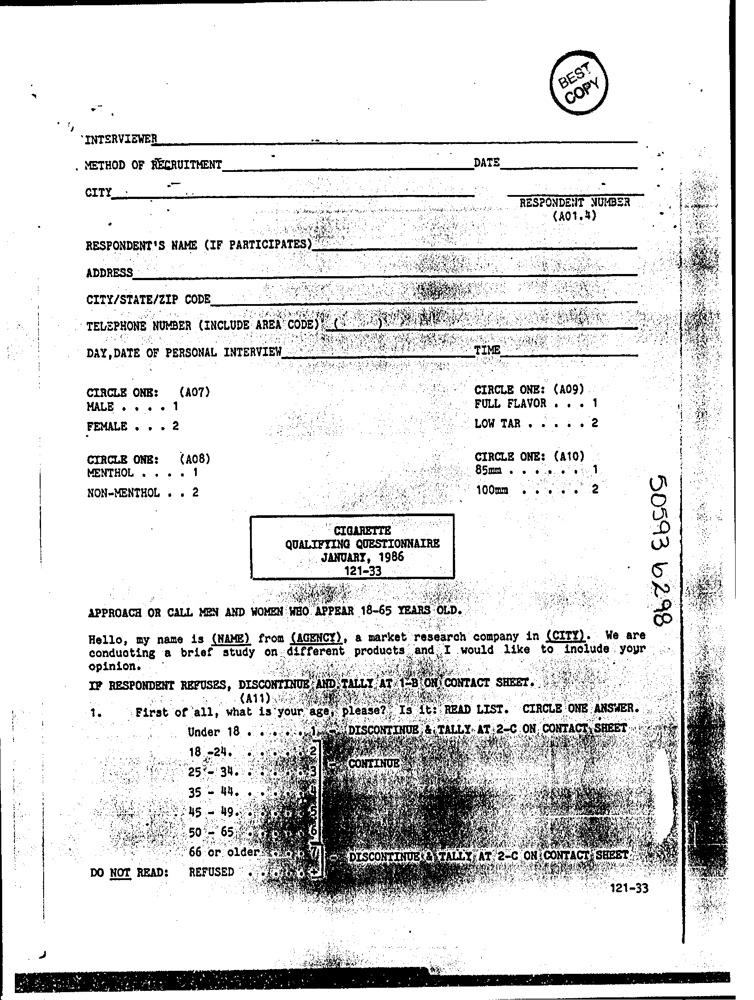 BEST
COPY
INTERVIEWER
METHOD OF RECRUITMENT DATE
CITY
RESPONDENT NUMBER
(A01.4)
RESPONDENT'S NAME (IF PARTICIPATES)
ADDRESS
CITY/STATE/ZIP CODE
TELEPHONE NUMBER (INCLUDE AREA CODE) ( )
DAY,DATE OF PERSONAL INTERVIEW TIME
CIRCLE ONE: (A07) CIRCLE ONE: (A09)
MALE . . . . 1 FULL FLAVOR . . . 1
FEMALE . . . 2 LOW TAR . . . . . 2
CIRCLE ONE: (A08) CIRCLE ONE: (A10)
MENTHOL . . . . 1 85mm . . . . . . 1
NON-MENTHOL . . 2 100mm . . . . . 2
CIGARETTE
QUALIFYING QUESTIONNAIRE
JANUARY, 1986
121-33
50593 6298
APPROACH OR CALL MEN AND WOMEN WHO APPEAR 18-65 YEARS OLD.
Hello, my name is (NAME) from (AGENCY), a market research company in (CITY). We are
conducting a brief study on different products and I would like to include your
opinion.
IF RESPONDENT REFUSES, DISCONTINUE AND TALLY AT 1-B ON CONTACT SHEET.
(A11)
1. First of all, what is your age, please? Is it: READ LIST. CIRCLE ONE ANSWER.
Under 18 . . . . . 1 - DISCONTINUE & TALLY AT 2-C ON CONTACT SHEET
18 -24. . . . . . 2
CONTINUE
25 - 34. . . . . . 3
35 - 44. . . . . . 4
45 - 49. . . . . . 5
50 - 65 . . . . . 6
66 or older . . . . 7
DISCONTINUE & TALLY AT 2-C ON CONTACT SHEET
DO NOT READ: REFUSED . . . . .
121-33